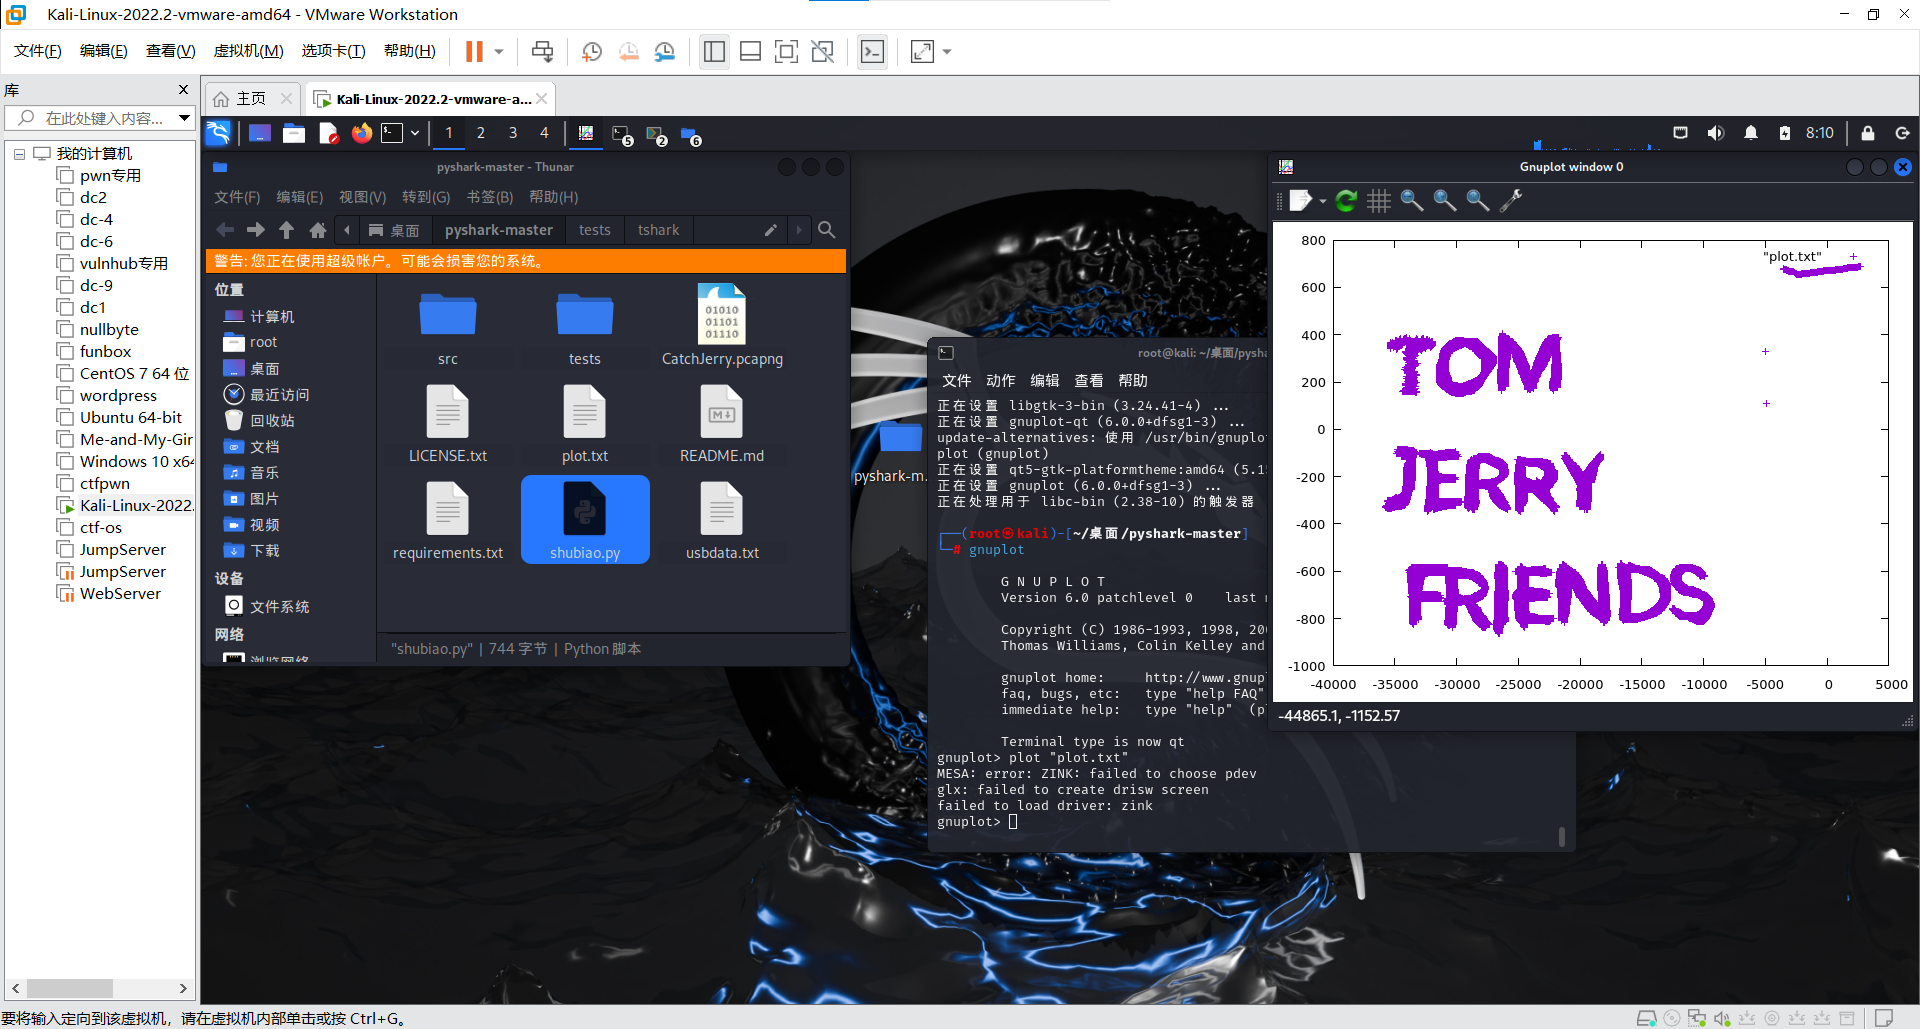 Kali-Linux-2022.2-vmware-amd64 - VMware Workstation
文件(F) 编辑(E) 查看(V) 虚拟机(M) 选项卡(T) 帮助(H)
库
在此处键入内容...
我的计算机
pwn专用
dc2
dc-4
dc-6
vulnhub专用
dc-9
dc1
nullbyte
funbox
CentOS 7 64 位
wordpress
Ubuntu 64-bit
Me-and-My-Gir
Windows 10 x64
ctfpwn
Kali-Linux-2022.
ctf-os
JumpServer
JumpServer
WebServer
主页
Kali-Linux-2022.2-vmware-a...
1 2 3 4
5 2 6
8:10
pyshark-master - Thunar
文件(F) 编辑(E) 视图(V) 转到(G) 书签(B) 帮助(H)
桌面 pyshark-master tests tshark
警告: 您正在使用超级帐户。可能会损害您的系统。
位置
计算机
root
桌面
最近访问
回收站
文档
音乐
图片
视频
下载
设备
文件系统
网络
浏览网络
src tests CatchJerry.pcapng
01010
01101
01110
LICENSE.txt plot.txt README.md
requirements.txt shubiao.py usbdata.txt
"shubiao.py" | 744 字节 | Python 脚本
pyshark-m.
root@kali: ~/桌面/pysha
文件 动作 编辑 查看 帮助
正在设置 libgtk-3-bin (3.24.41-4) ...
正在设置 gnuplot-qt (6.0.0+dfsg1-3) ...
update-alternatives: 使用 /usr/bin/gnuplot
plot (gnuplot)
正在设置 qt5-gtk-platformtheme:amd64 (5.15
正在设置 gnuplot (6.0.0+dfsg1-3) ...
正在处理用于 libc-bin (2.38-10) 的触发器
(root㉿kali)-[~/桌面/pyshark-master]
# gnuplot
G N U P L O T
Version 6.0 patchlevel 0 last m
Copyright (C) 1986-1993, 1998, 200
Thomas Williams, Colin Kelley and
gnuplot home: http://www.gnupl
faq, bugs, etc: type "help FAQ"
immediate help: type "help" (pl
Terminal type is now qt
gnuplot> plot "plot.txt"
MESA: error: ZINK: failed to choose pdev
glx: failed to create drisw screen
failed to load driver: zink
gnuplot>
Gnuplot window 0
"plot.txt"
800
600
400
200
0
-200
-400
-600
-800
-1000
-40000 -35000 -30000 -25000 -20000 -15000 -10000 -5000 0 5000
TOM
JERRY
FRIENDS
-44865.1, -1152.57
要将输入定向到该虚拟机，请在虚拟机内部单击或按 Ctrl+G。